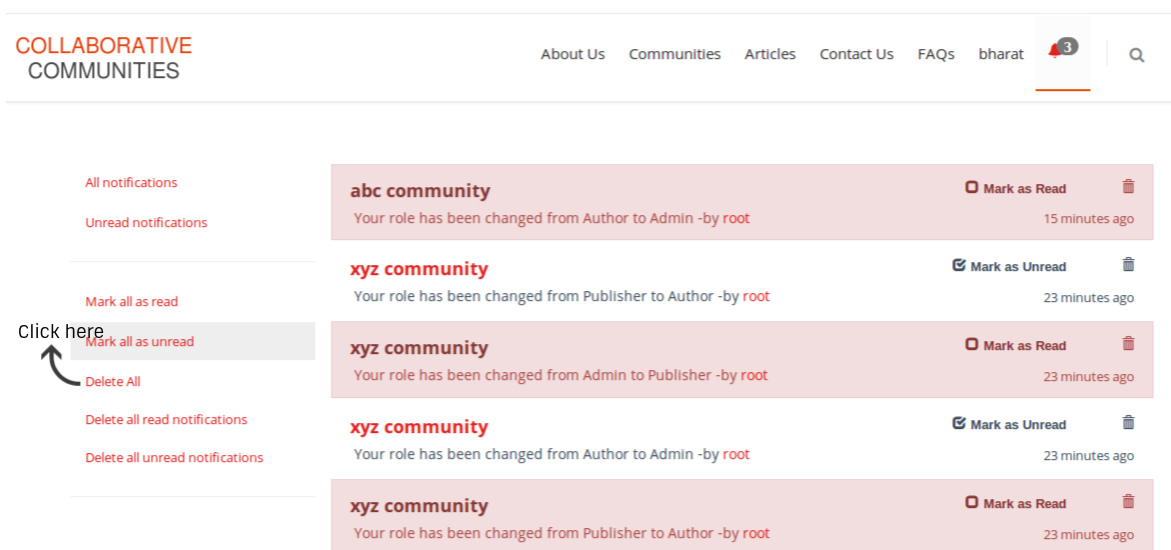 COLLABORATIVE
COMMUNITIES
About Us Communities Articles Contact Us FAQs bharat 3
All notifications
Unread notifications
Mark all as read
Click here
Mark all as unread
Delete All
Delete all read notifications
Delete all unread notifications
abc community Mark as Read
Your role has been changed from Author to Admin -by root 15 minutes ago
xyz community Mark as Unread
Your role has been changed from Publisher to Author -by root 23 minutes ago
xyz community Mark as Read
Your role has been changed from Admin to Publisher -by root 23 minutes ago
xyz community Mark as Unread
Your role has been changed from Author to Admin -by root 23 minutes ago
xyz community Mark as Read
Your role has been changed from Publisher to Author -by root 23 minutes ago